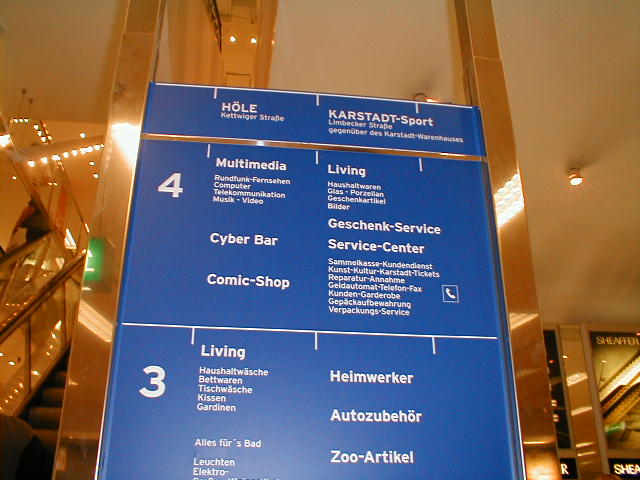 HÖLE
Kettwiger Straße
KARSTADT-Sport
Limbecker Straße
gegenüber des Karstadt-Warenhauses
4
Multimedia
Rundfunk-Fernsehen
Computer
Telekommunikation
Musik - Video
Cyber Bar
Comic-Shop
Living
Haushaltwaren
Glas - Porzellan
Geschenkartikel
Bilder
Geschenk-Service
Service-Center
Sammelkasse-Kundendienst
Kunst-Kultur-Karstadt-Tickets
Reparatur-Annahme
Geldautomat-Telefon-Fax
Kunden-Garderobe
Gepäckaufbewahrung
Verpackungs-Service
3
Living
Haushaltwäsche
Bettwaren
Tischwäsche
Kissen
Gardinen
Alles für´s Bad
Leuchten
Elektro-
Heimwerker
Autozubehör
Zoo-Artikel
SHEAFFER
R
SHEA